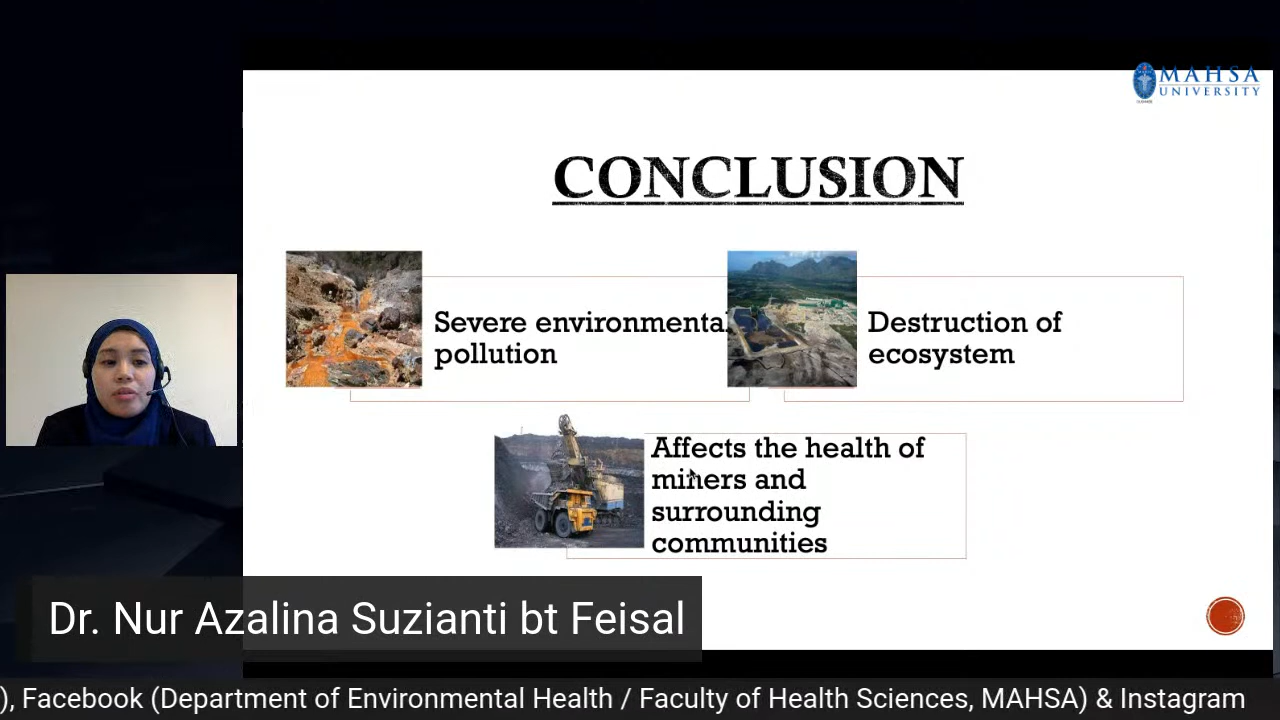 MAHSA
UNIVERSITY
CONCLUSION
Severe environmental
pollution
Destruction of
ecosystem
Affects the health of
miners and
surrounding
communities
Dr. Nur Azalina Suzianti bt Feisal
), Facebook (Department of Environmental Health / Faculty of Health Sciences, MAHSA) & Instagram